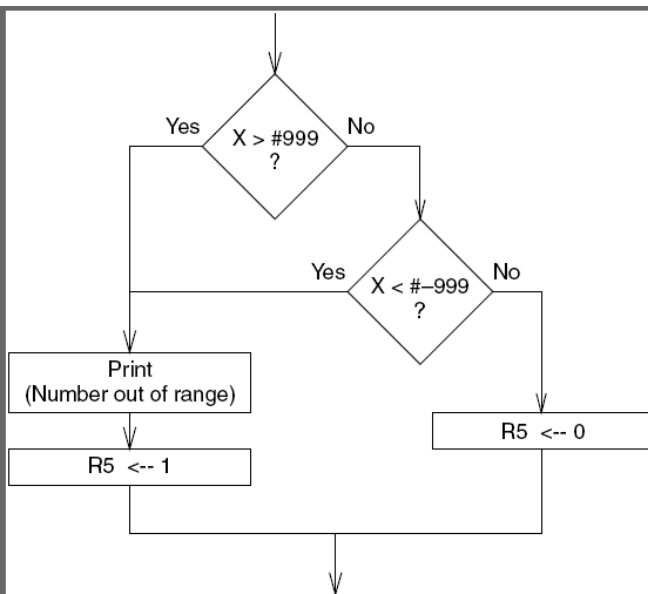 Yes
X > #999
?
No
Yes
X < #–999
?
No
Print
(Number out of range)
R5 <-- 0
R5 <-- 1